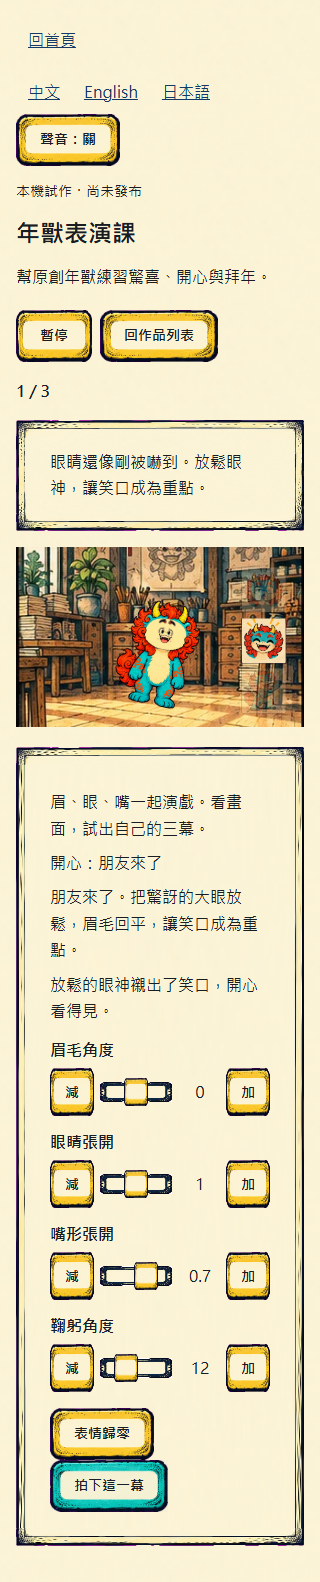 回首頁
中文 English 日本語
聲音：關
本機試作・尚未發布
年獸表演課
幫原創年獸練習驚喜、開心與拜年。
暫停 回作品列表
1 / 3
眼睛還像剛被嚇到。放鬆眼
神，讓笑口成為重點。
眉、眼、嘴一起演戲。看畫
面，試出自己的三幕。
開心：朋友來了
朋友來了。把驚訝的大眼放
鬆，眉毛回平，讓笑口成為重
點。
放鬆的眼神襯出了笑口，開心
看得見。
眉毛角度
減 0 加
眼睛張開
減 1 加
嘴形張開
減 0.7 加
鞠躬角度
減 12 加
表情歸零
拍下這一幕